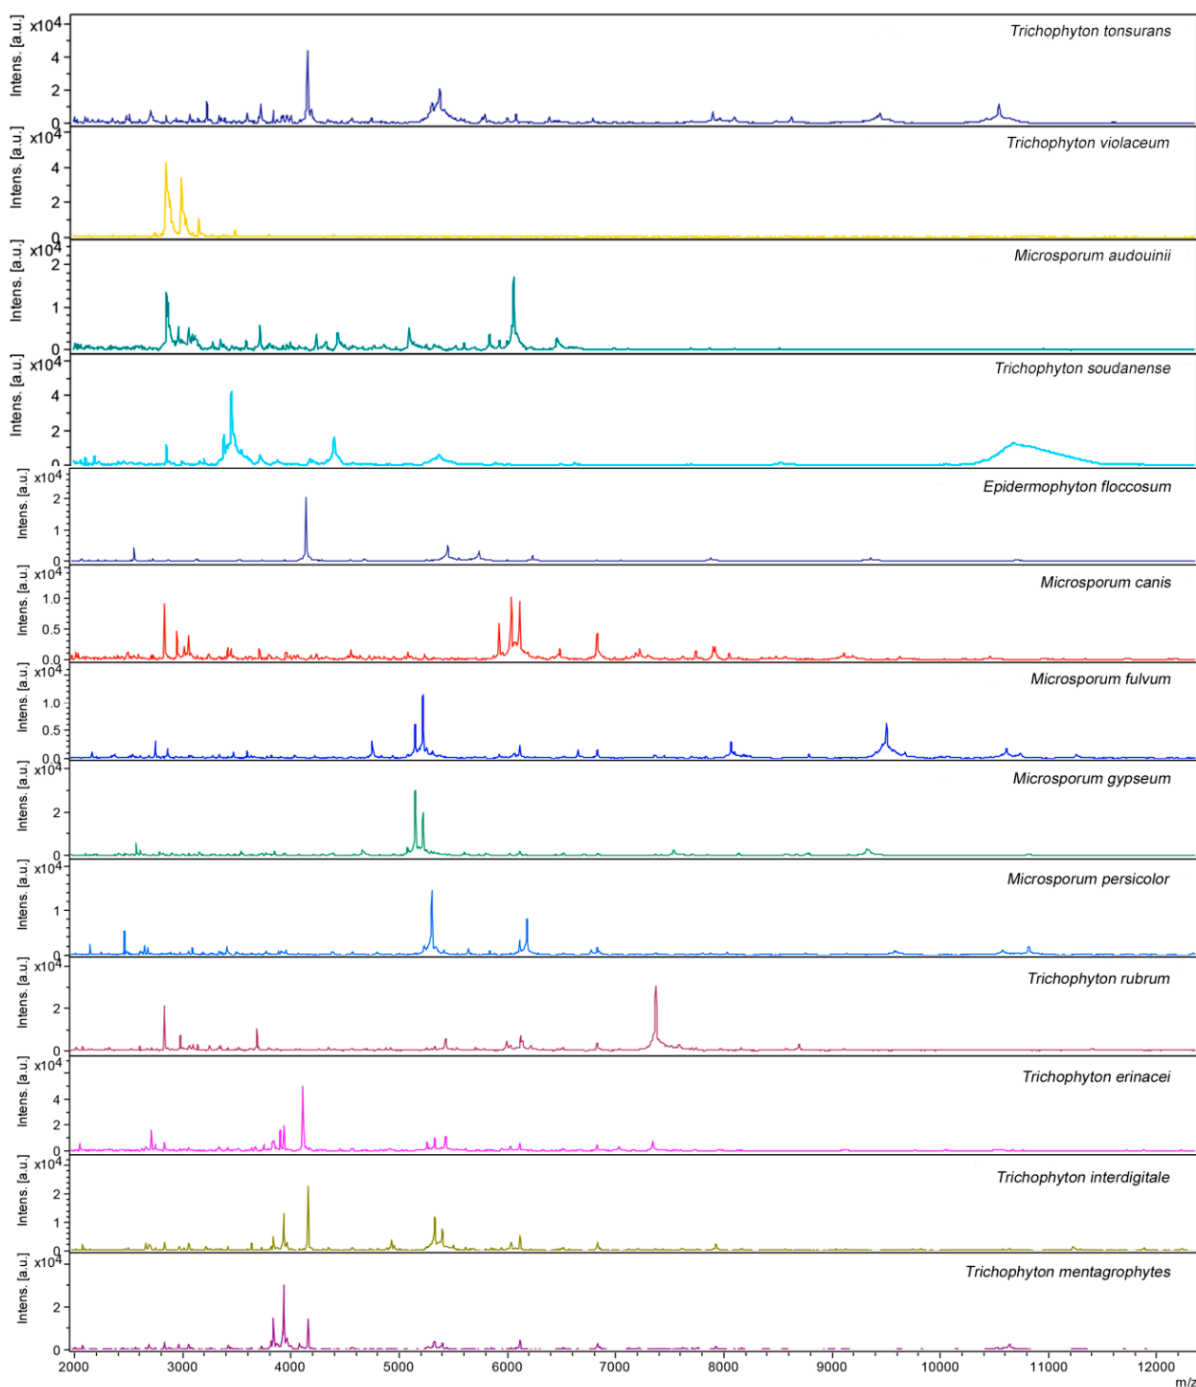 Intens. [a.u.]
x10⁴
4
2
0
Trichophyton tonsurans
Intens. [a.u.]
x10⁴
4
2
0
Trichophyton violaceum
Intens. [a.u.]
x10⁴
2
1
0
Microsporum audouinii
Intens. [a.u.]
x10⁴
4
2
0
Trichophyton soudanense
Intens. [a.u.]
x10⁴
2
1
0
Epidermophyton floccosum
Intens. [a.u.]
x10⁴
1.0
0.5
0.0
Microsporum canis
Intens. [a.u.]
x10⁴
1.0
0.5
0.0
Microsporum fulvum
Intens. [a.u.]
x10⁴
2
0
Microsporum gypseum
Intens. [a.u.]
x10⁴
1
0
Microsporum persicolor
Intens. [a.u.]
x10⁴
2
0
Trichophyton rubrum
Intens. [a.u.]
x10⁴
4
2
0
Trichophyton erinacei
Intens. [a.u.]
x10⁴
2
1
0
Trichophyton interdigitale
Intens. [a.u.]
x10⁴
2
0
Trichophyton mentagrophytes
2000 3000 4000 5000 6000 7000 8000 9000 10000 11000 12000
m/z